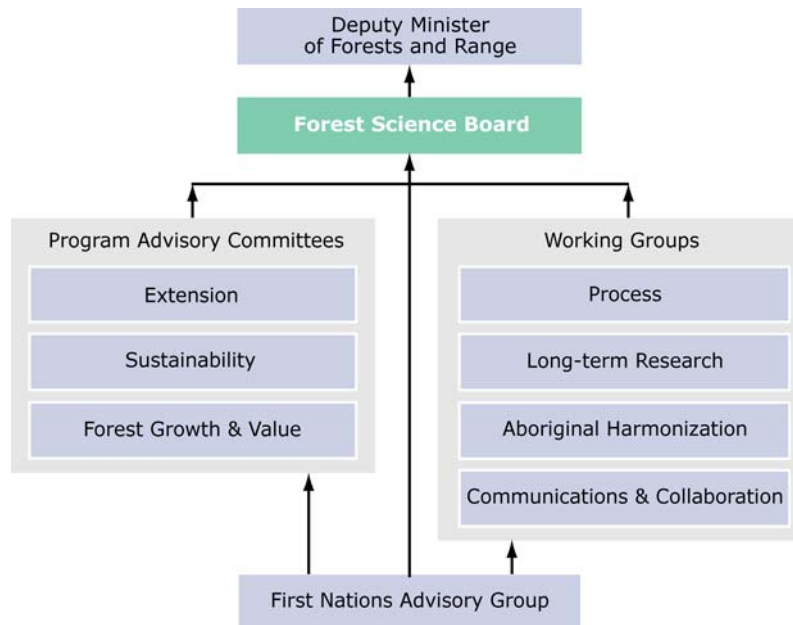 Deputy Minister
of Forests and Range
Forest Science Board
Program Advisory Committees
Extension
Sustainability
Forest Growth & Value
Working Groups
Process
Long-term Research
Aboriginal Harmonization
Communications & Collaboration
First Nations Advisory Group